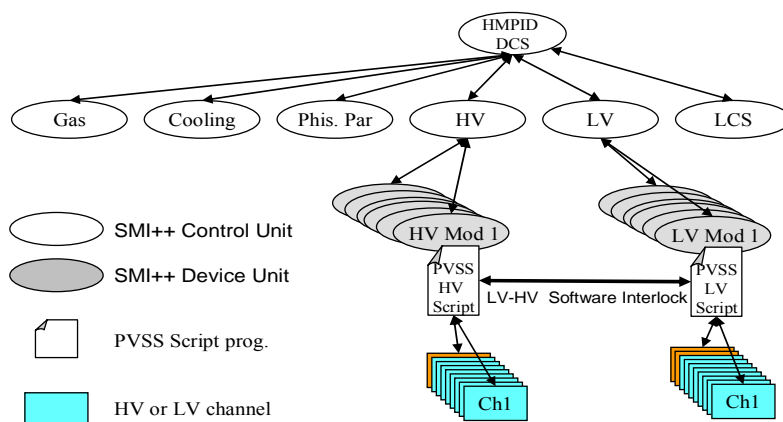 HMPID
DCS
Gas
Cooling
Phis. Par
HV
LV
LCS
HV Mod 1
LV Mod 1
SMI++ Control Unit
SMI++ Device Unit
PVSS
HV
Script
LV-HV Software Interlock
PVSS
LV
Script
PVSS Script prog.
HV or LV channel
Ch1
Ch1